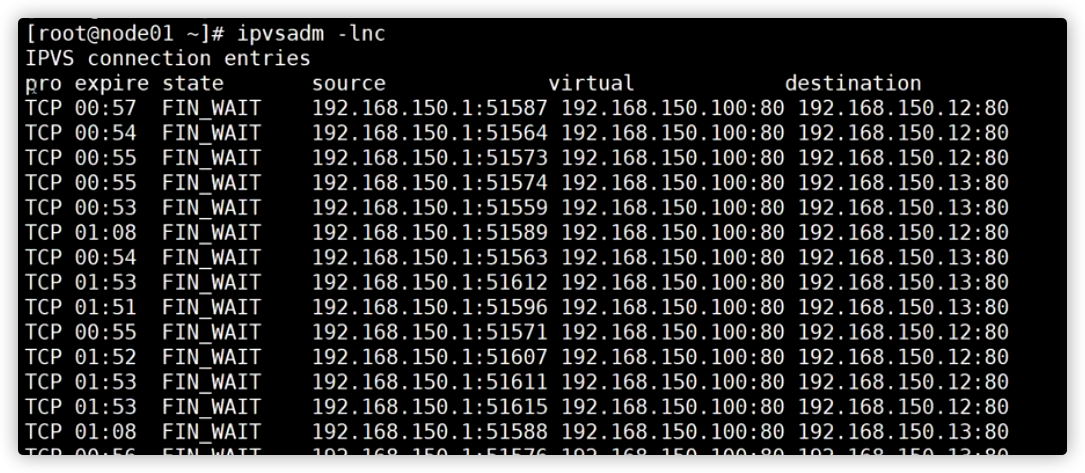 [root@node01 ~]# ipvsadm -lnc
IPVS connection entries
pro expire state       source             virtual            destination
TCP 00:57  FIN_WAIT    192.168.150.1:51587 192.168.150.100:80 192.168.150.12:80
TCP 00:54  FIN_WAIT    192.168.150.1:51564 192.168.150.100:80 192.168.150.12:80
TCP 00:55  FIN_WAIT    192.168.150.1:51573 192.168.150.100:80 192.168.150.12:80
TCP 00:55  FIN_WAIT    192.168.150.1:51574 192.168.150.100:80 192.168.150.13:80
TCP 00:53  FIN_WAIT    192.168.150.1:51559 192.168.150.100:80 192.168.150.13:80
TCP 01:08  FIN_WAIT    192.168.150.1:51589 192.168.150.100:80 192.168.150.12:80
TCP 00:54  FIN_WAIT    192.168.150.1:51563 192.168.150.100:80 192.168.150.13:80
TCP 01:53  FIN_WAIT    192.168.150.1:51612 192.168.150.100:80 192.168.150.13:80
TCP 01:51  FIN_WAIT    192.168.150.1:51596 192.168.150.100:80 192.168.150.13:80
TCP 00:55  FIN_WAIT    192.168.150.1:51571 192.168.150.100:80 192.168.150.12:80
TCP 01:52  FIN_WAIT    192.168.150.1:51607 192.168.150.100:80 192.168.150.12:80
TCP 01:53  FIN_WAIT    192.168.150.1:51611 192.168.150.100:80 192.168.150.12:80
TCP 01:53  FIN_WAIT    192.168.150.1:51615 192.168.150.100:80 192.168.150.12:80
TCP 01:08  FIN_WAIT    192.168.150.1:51588 192.168.150.100:80 192.168.150.13:80